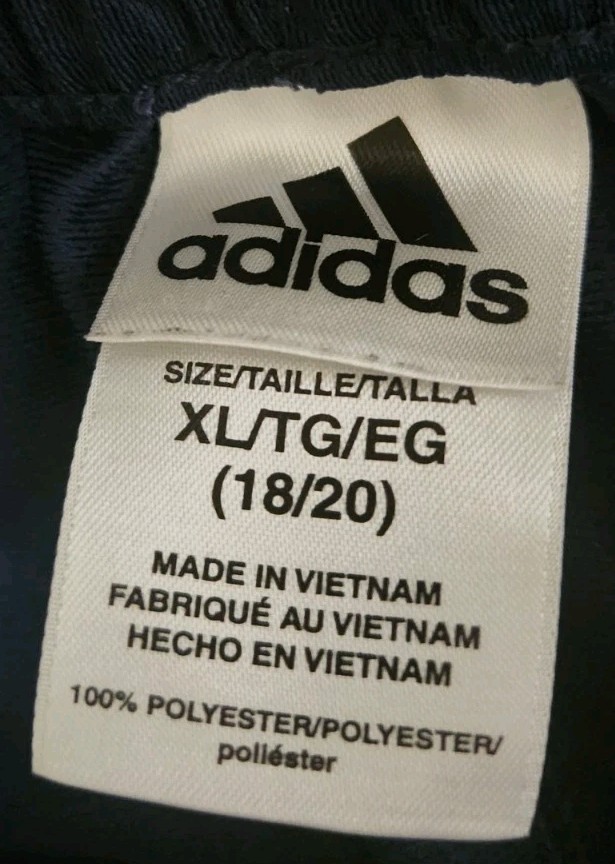 adidas
SIZE/TAILLE/TALLA
XL/TG/EG
(18/20)
MADE IN VIETNAM
FABRIQUÉ AU VIETNAM
HECHO EN VIETNAM
100% POLYESTER/POLYESTER/
poliéster